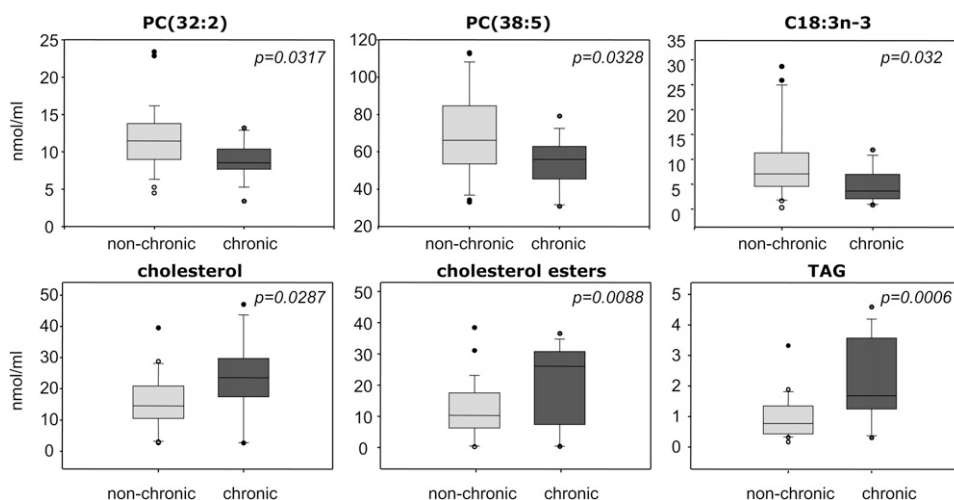 PC(32:2) PC(38:5) C18:3n-3
25 120 35
p=0.0317 p=0.0328 p=0.032
20 100 30
15 80 25
nmol/ml
10 60 20
5 40 15
0 20 10
5
0
non-chronic chronic non-chronic chronic non-chronic chronic
cholesterol cholesterol esters TAG
50 50 5
p=0.0287 p=0.0088 p=0.0006
40 40 4
30 30 3
nmol/ml
20 20 2
10 10 1
0 0 0
non-chronic chronic non-chronic chronic non-chronic chronic